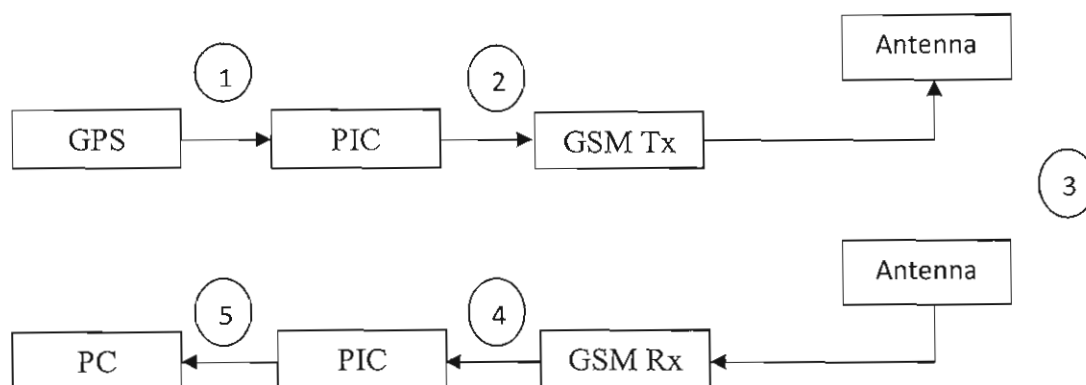 Antenna
1
2
GPS
PIC
GSM Tx
3
Antenna
5
4
PC
PIC
GSM Rx